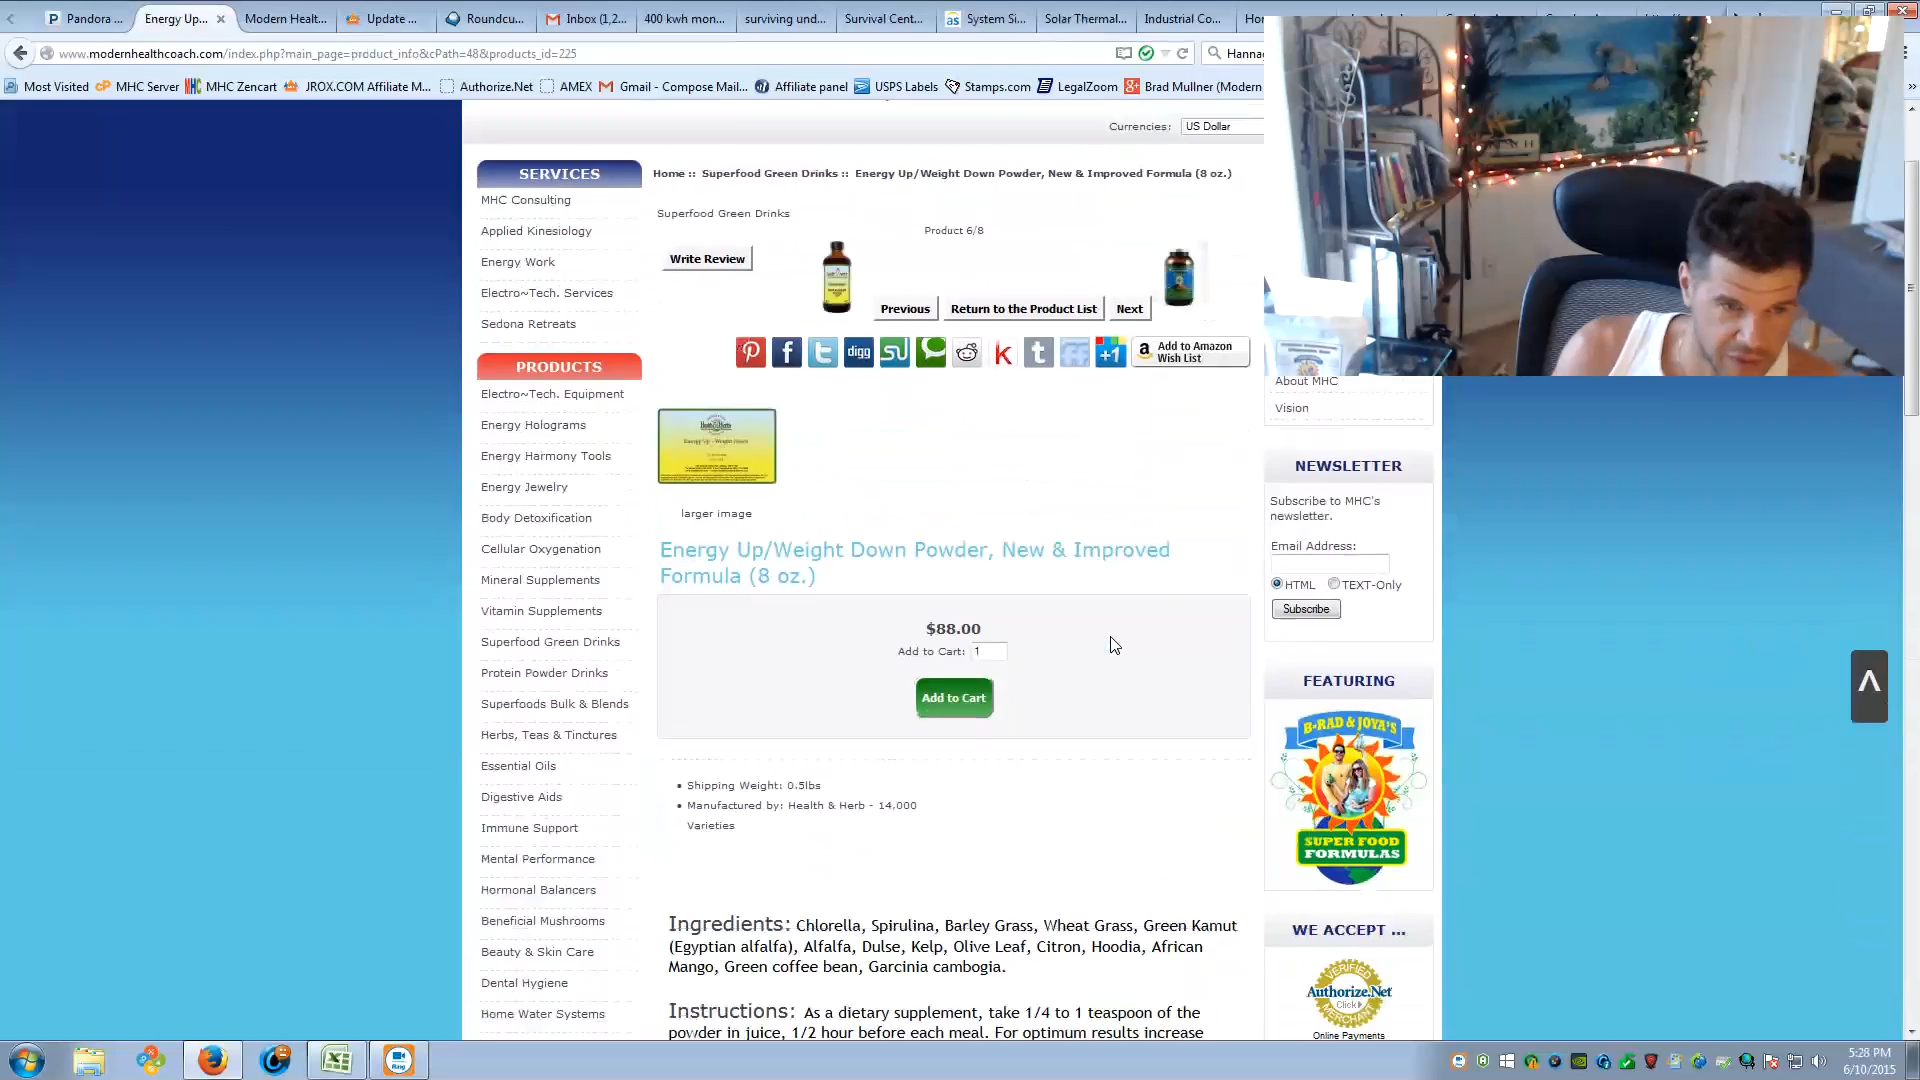 Pandora ...
Energy Up...
Modern Healt...
Update ...
Roundcu...
Inbox (1,2...
400 kwh mon...
surviving und...
Survival Cent...
System Si...
Solar Thermal...
Industrial Co...
www.modernhealthcoach.com/index.php?main_page=product_info&cPath=48&products_id=225
Hannag
Most Visited
MHC Server
MHC Zencart
JROX.COM Affiliate M...
Authorize.Net
AMEX
Gmail - Compose Mail...
Affiliate panel
USPS Labels
Stamps.com
LegalZoom
Brad Mullner (Modern
Currencies: US Dollar
SERVICES
MHC Consulting
Applied Kinesiology
Energy Work
Electro~Tech. Services
Sedona Retreats
PRODUCTS
Electro~Tech. Equipment
Energy Holograms
Energy Harmony Tools
Energy Jewelry
Body Detoxification
Cellular Oxygenation
Mineral Supplements
Vitamin Supplements
Superfood Green Drinks
Protein Powder Drinks
Superfoods Bulk & Blends
Herbs, Teas & Tinctures
Essential Oils
Digestive Aids
Immune Support
Mental Performance
Hormonal Balancers
Beneficial Mushrooms
Beauty & Skin Care
Dental Hygiene
Home Water Systems
Home :: Superfood Green Drinks :: Energy Up/Weight Down Powder, New & Improved Formula (8 oz.)
Superfood Green Drinks
Product 6/8
Write Review
Previous
Return to the Product List
Next
digg
+1
Add to Amazon
Wish List
larger image
Energy Up/Weight Down Powder, New & Improved
Formula (8 oz.)
$88.00
Add to Cart: 1
Add to Cart
Shipping Weight: 0.5lbs
Manufactured by: Health & Herb - 14,000
Varieties
Ingredients: Chlorella, Spirulina, Barley Grass, Wheat Grass, Green Kamut
(Egyptian alfalfa), Alfalfa, Dulse, Kelp, Olive Leaf, Citron, Hoodia, African
Mango, Green coffee bean, Garcinia cambogia.
Instructions: As a dietary supplement, take 1/4 to 1 teaspoon of the
powder in juice, 1/2 hour before each meal. For optimum results increase
About MHC
Vision
NEWSLETTER
Subscribe to MHC's
newsletter.
Email Address:
HTML
TEXT-Only
Subscribe
FEATURING
B-RAD & JOYA'S
SUPER FOOD
FORMULAS
WE ACCEPT ...
VERIFIED
Authorize.Net
Click
MERCHANT
Online Payments
5:28 PM
6/10/2015